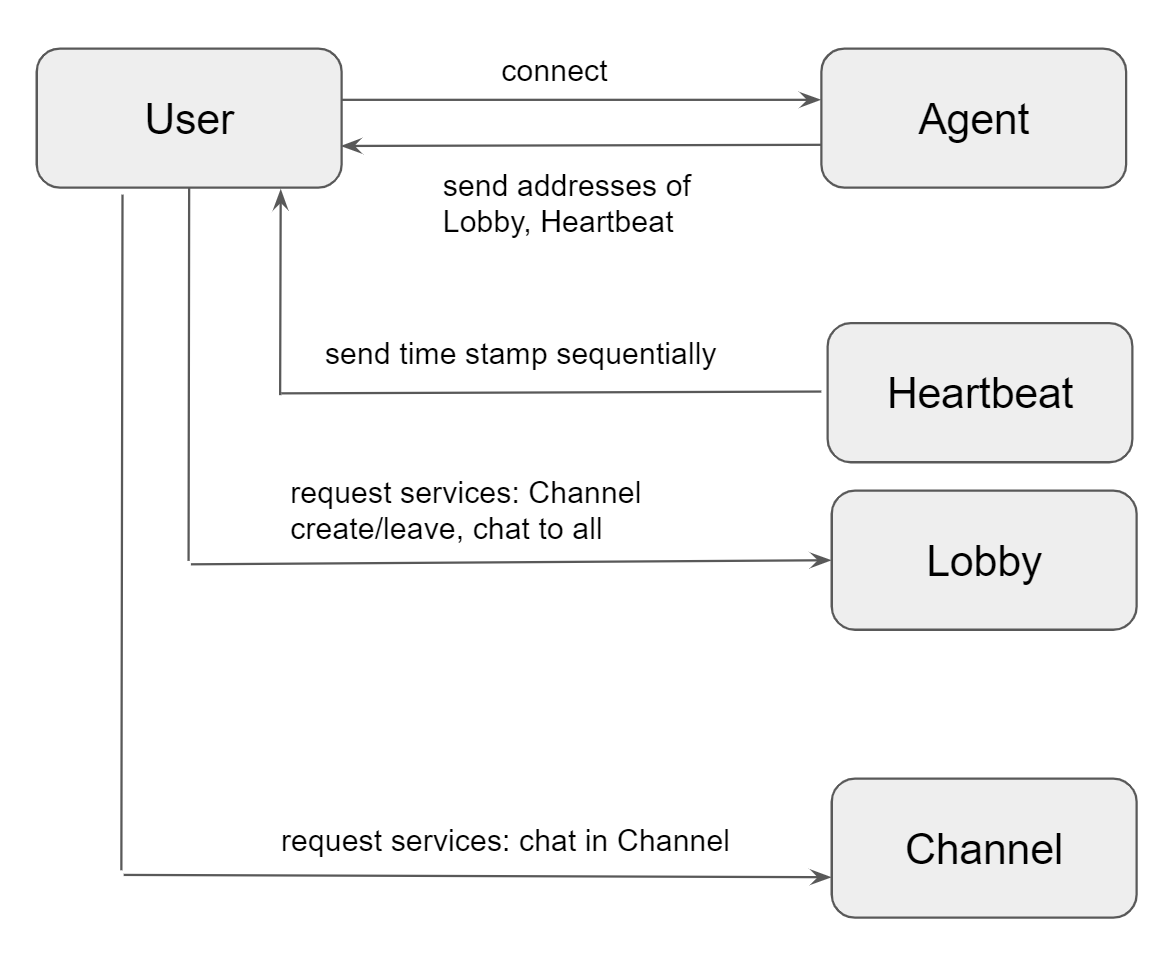 User
connect
Agent
send addresses of
Lobby, Heartbeat
send time stamp sequentially
Heartbeat
request services: Channel
create/leave, chat to all
Lobby
request services: chat in Channel
Channel